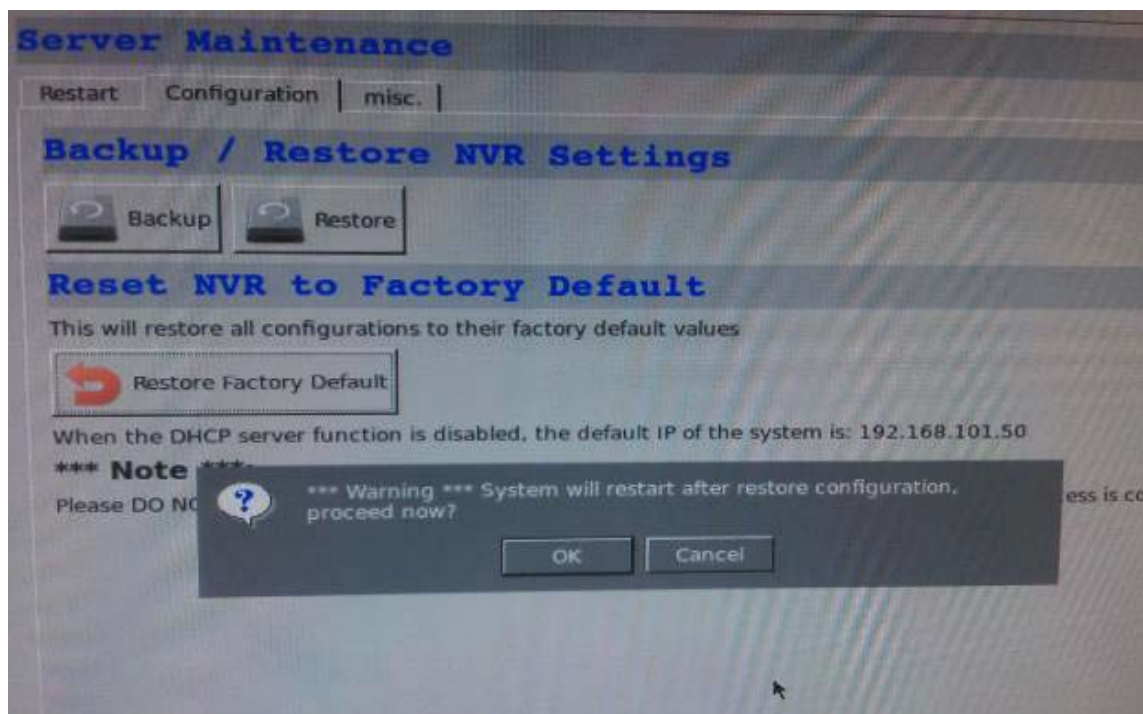 Server Maintenance
Restart Configuration misc.
Backup / Restore NVR Settings
Backup Restore
Reset NVR to Factory Default
This will restore all configurations to their factory default values
Restore Factory Default
When the DHCP server function is disabled, the default IP of the system is: 192.168.101.50
*** Note ***:
Please DO NO ess is co
*** Warning *** System will restart after restore configuration,
proceed now?
OK Cancel